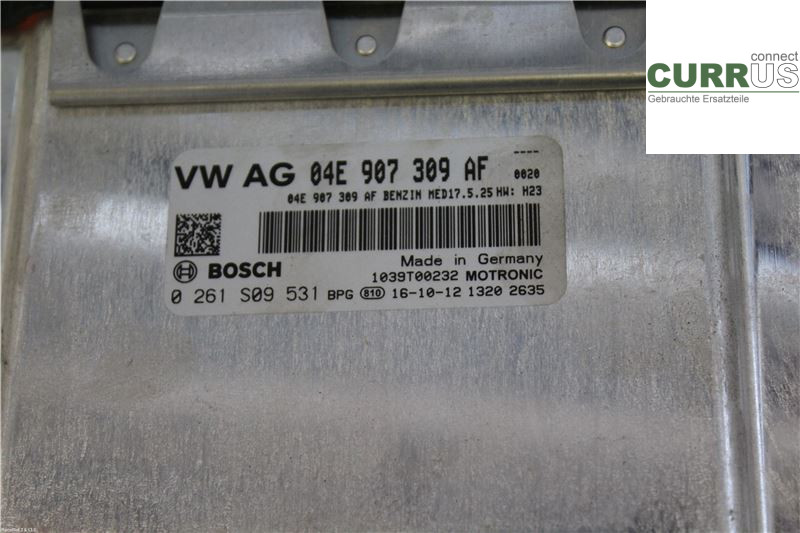 connect
CURRUS
Gebrauchte Ersatzteile
----
VW AG 04E 907 309 AF 0020
04E 907 309 AF BENZIN MED17.5.25 HW: H23
Made in Germany
BOSCH 1039T00232 MOTRONIC
0 261 S09 531 BPG 810 16-10-12 1320 2635